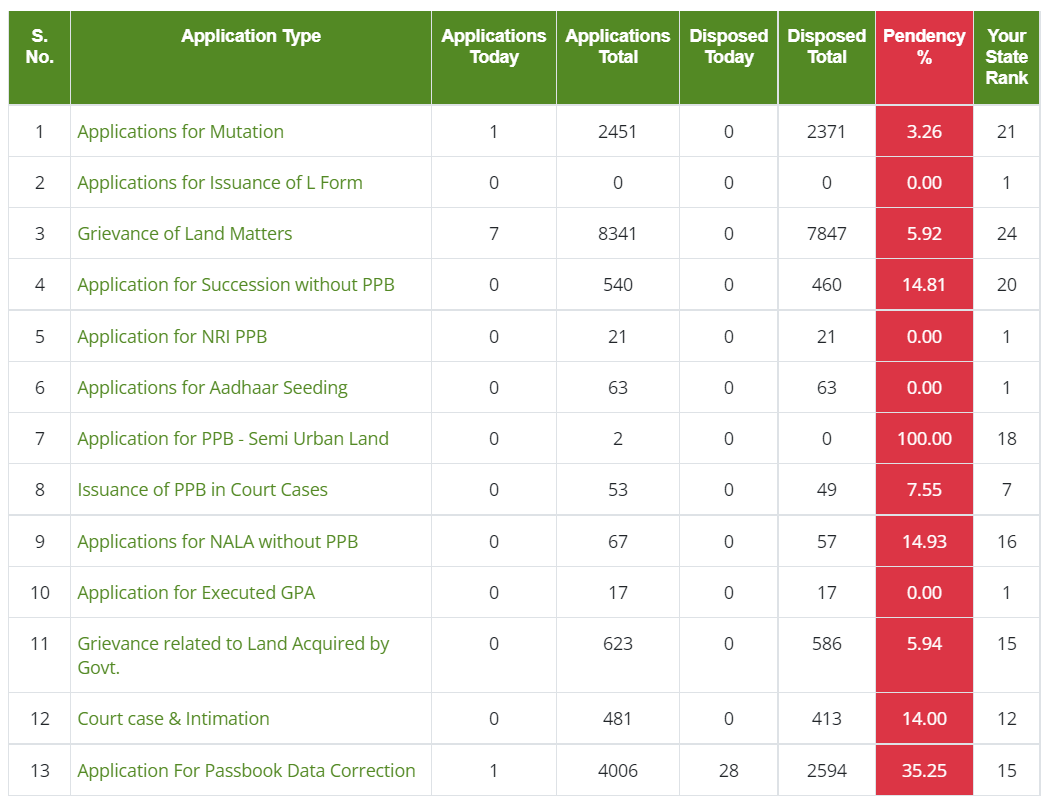 S. No. Application Type Applications Today Applications Total Disposed Today Disposed Total Pendency % Your State Rank
1 Applications for Mutation 1 2451 0 2371 3.26 21
2 Applications for Issuance of L Form 0 0 0 0 0.00 1
3 Grievance of Land Matters 7 8341 0 7847 5.92 24
4 Application for Succession without PPB 0 540 0 460 14.81 20
5 Application for NRI PPB 0 21 0 21 0.00 1
6 Applications for Aadhaar Seeding 0 63 0 63 0.00 1
7 Application for PPB - Semi Urban Land 0 2 0 0 100.00 18
8 Issuance of PPB in Court Cases 0 53 0 49 7.55 7
9 Applications for NALA without PPB 0 67 0 57 14.93 16
10 Application for Executed GPA 0 17 0 17 0.00 1
11 Grievance related to Land Acquired by 0 623 0 586 5.94 15
Govt.
12 Court case & Intimation 0 481 0 413 14.00 12
13 Application For Passbook Data Correction 1 4006 28 2594 35.25 15